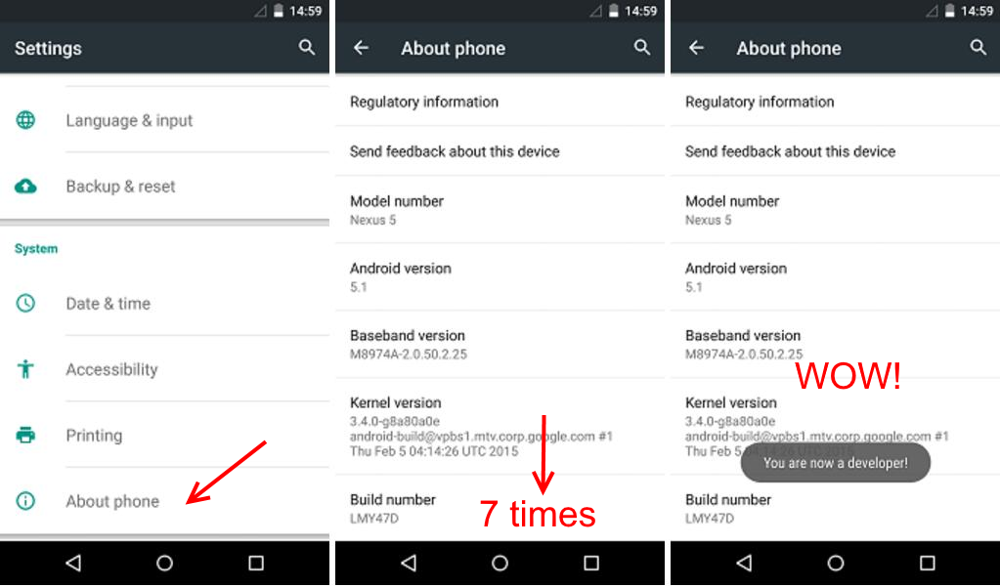 14:59
Settings
Language & input
Backup & reset
System
Date & time
Accessibility
Printing
About phone
14:59
About phone
Regulatory information
Send feedback about this device
Model number
Nexus 5
Android version
5.1
Baseband version
M8974A-2.0.50.2.25
Kernel version
3.4.0-g8a80a0e
android-build@vpbs1.mtv.corp.google.com #1
Thu Feb 5 04:14:26 UTC 2015
Build number
LMY47D
7 times
14:59
About phone
Regulatory information
Send feedback about this device
Model number
Nexus 5
Android version
5.1
Baseband version
M8974A-2.0.50.2.25
WOW!
Kernel version
3.4.0-g8a80a0e
android-build@vpbs1.mtv.corp.google.com #1
Thu Feb 5 04:14:26 UTC 2015
You are now a developer!
Build number
LMY47D